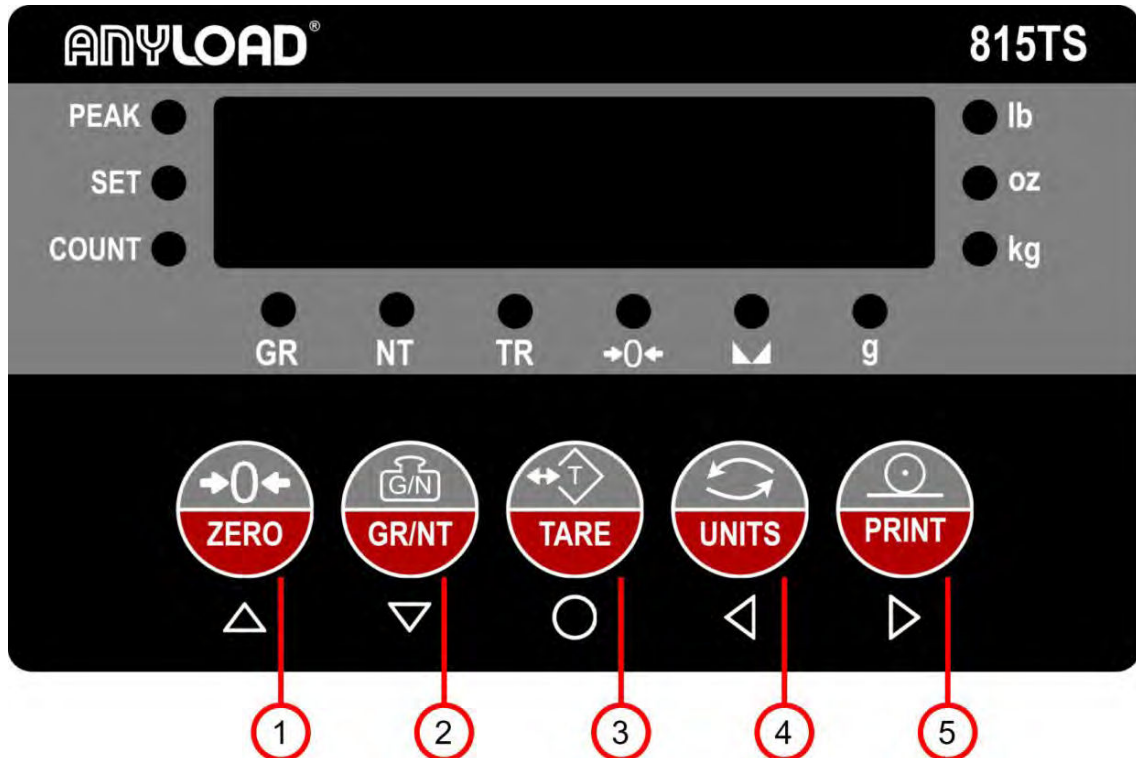 ANYLOAD® 815TS
PEAK lb
SET oz
COUNT kg
GR NT TR →0← g
→0← G/N T
ZERO GR/NT TARE UNITS PRINT
1 2 3 4 5